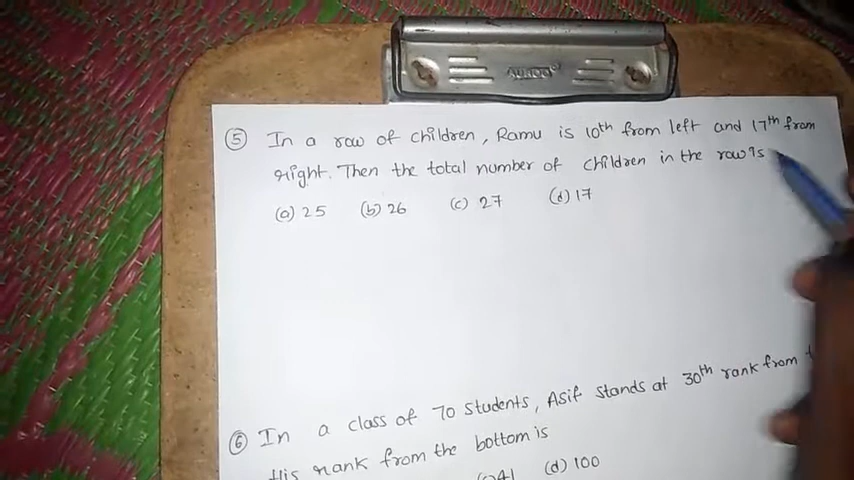 ⑤ In a row of children, Ramu is 10th from left and 17th from
right. Then the total number of children in the row is
(a) 25 (b) 26 (c) 27 (d) 17
⑥ In a class of 70 students, Asif stands at 30th rank from
His rank from the bottom is
(c) 41 (d) 100